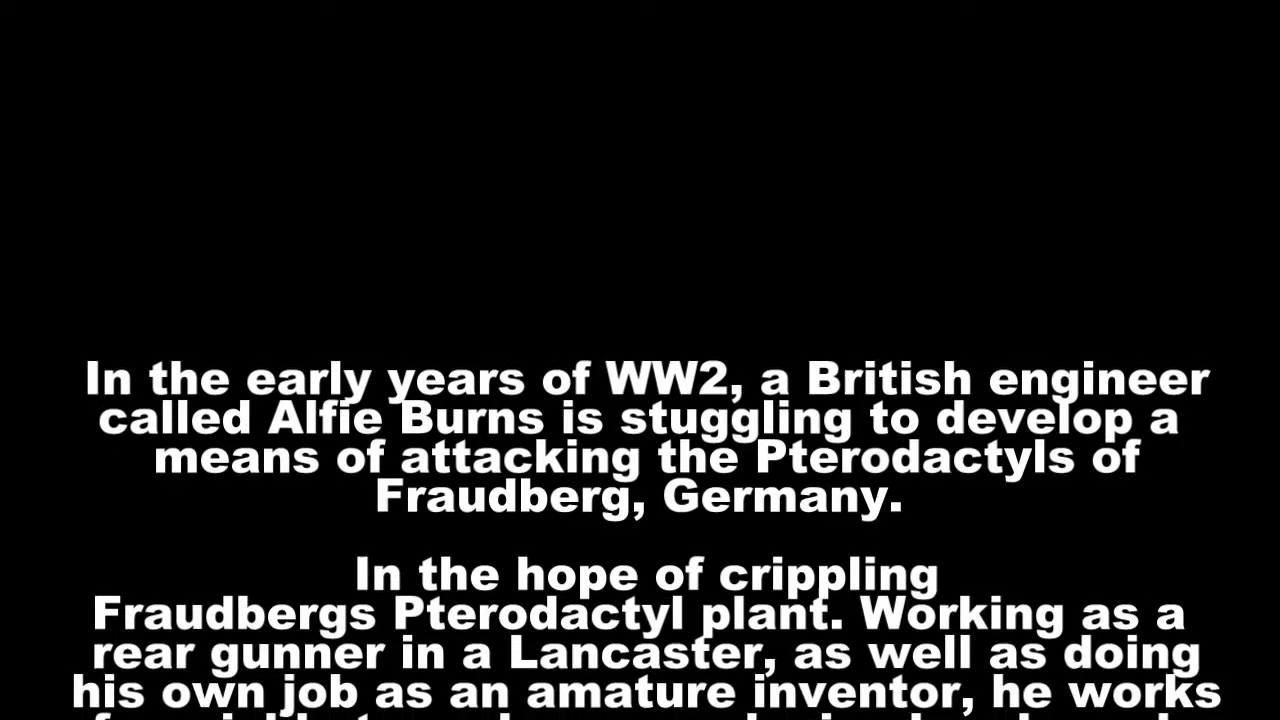 In the early years of WW2, a British engineer
called Alfie Burns is stuggling to develop a
means of attacking the Pterodactyls of
Fraudberg, Germany.
In the hope of crippling
Fraudbergs Pterodactyl plant. Working as a
rear gunner in a Lancaster, as well as doing
his own job as an amature inventor, he works